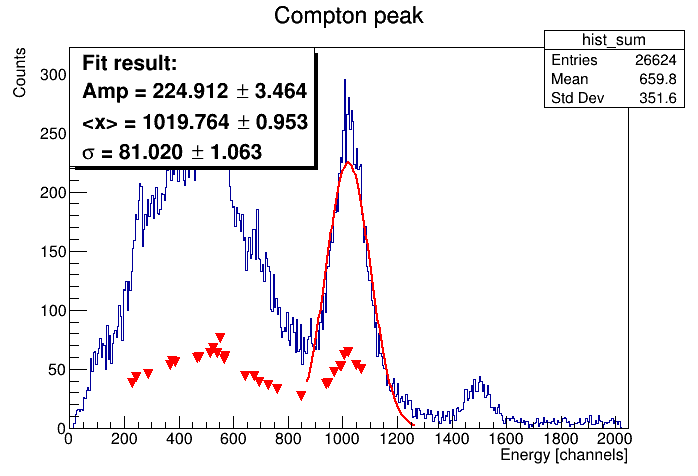 Compton peak
hist_sum
Entries 26624
Mean 659.8
Std Dev 351.6
Fit result:
Amp = 224.912 ± 3.464
<x> = 1019.764 ± 0.953
σ = 81.020 ± 1.063
Counts
300
250
200
150
100
50
0
0 200 400 600 800 1000 1200 1400 1600 1800 2000
Energy [channels]